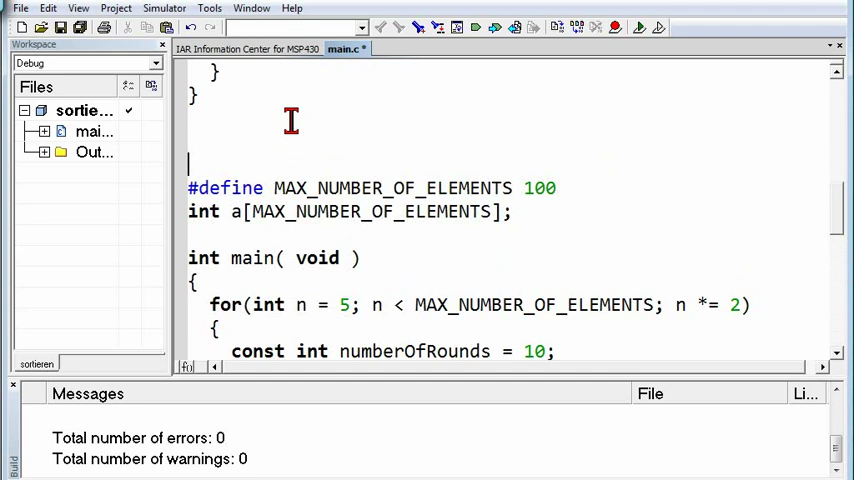 File Edit View Project Simulator Tools Window Help
Workspace
IAR Information Center for MSP430 main.c *
Debug
Files
sortie...
mai...
Out...
sortieren
}
}
#define MAX_NUMBER_OF_ELEMENTS 100
int a[MAX_NUMBER_OF_ELEMENTS];
int main( void )
{
for(int n = 5; n < MAX_NUMBER_OF_ELEMENTS; n *= 2)
{
const int numberOfRounds = 10;
Messages File Li...
Total number of errors: 0
Total number of warnings: 0
Build